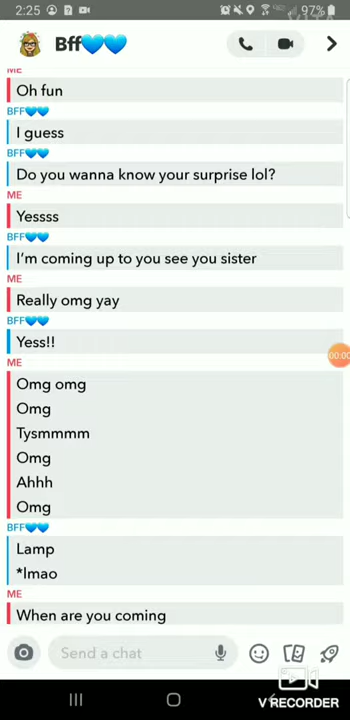 2:25
97%
Bff💙💙
ME
Oh fun
BFF💙💙
I guess
BFF💙💙
Do you wanna know your surprise lol?
ME
Yessss
BFF💙💙
I'm coming up to you see you sister
ME
Really omg yay
BFF💙💙
Yess!!
00:00
ME
Omg omg
Omg
Tysmmmm
Omg
Ahhh
Omg
BFF💙💙
Lamp
*lmao
ME
When are you coming
Send a chat
V RECORDER